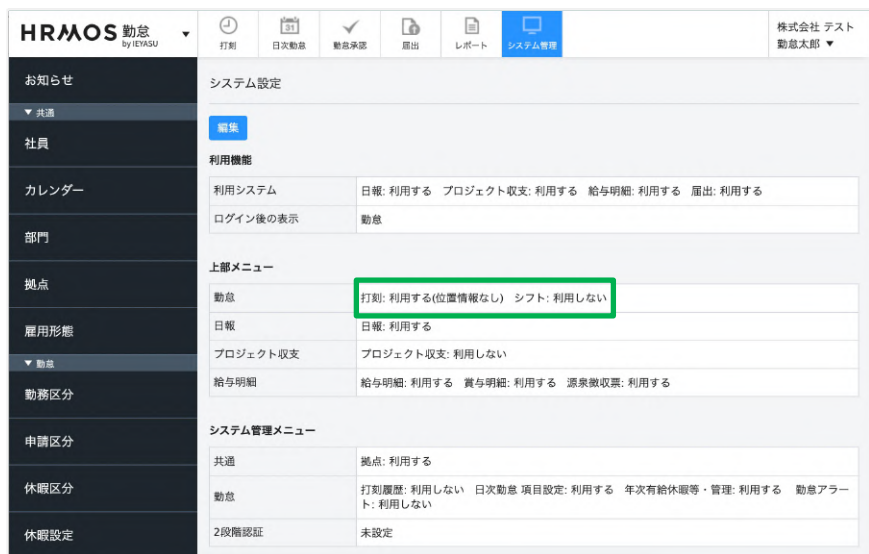 HRMOS 勤怠 ▼
by IEYASU
打刻
31
日次勤怠
勤怠承認
届出
レポート
システム管理
株式会社 テスト
勤怠太郎 ▼
お知らせ
▼ 共通
社員
カレンダー
部門
拠点
雇用形態
▼ 勤怠
勤務区分
申請区分
休暇区分
休暇設定
システム設定
編集
利用機能
利用システム 日報: 利用する プロジェクト収支: 利用する 給与明細: 利用する 届出: 利用する
ログイン後の表示 勤怠
上部メニュー
勤怠 打刻: 利用する(位置情報なし) シフト: 利用しない
日報 日報: 利用する
プロジェクト収支 プロジェクト収支: 利用しない
給与明細 給与明細: 利用する 賞与明細: 利用する 源泉徴収票: 利用する
システム管理メニュー
共通 拠点: 利用する
勤怠 打刻履歴: 利用しない 日次勤怠 項目設定: 利用する 年次有給休暇等・管理: 利用する 勤怠アラー
ト: 利用しない
2段階認証 未設定